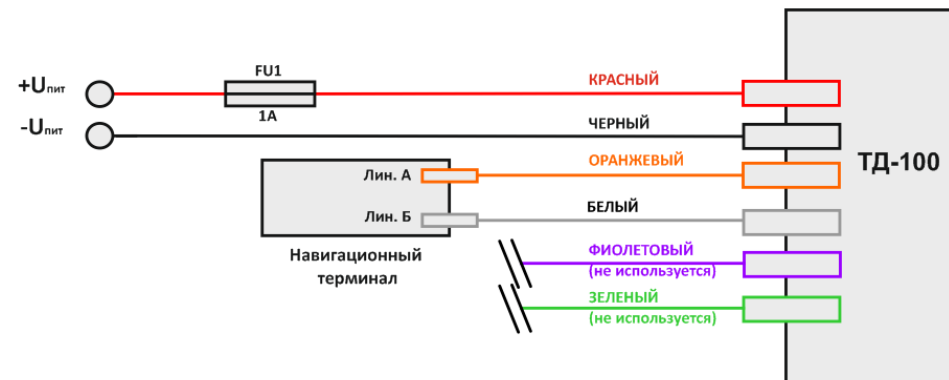 FU1
+Uпит
1А
КРАСНЫЙ
-Uпит
ЧЕРНЫЙ
ТД-100
Лин. А
ОРАНЖЕВЫЙ
Лин. Б
БЕЛЫЙ
Навигационный
терминал
ФИОЛЕТОВЫЙ
(не используется)
ЗЕЛЕНЫЙ
(не используется)